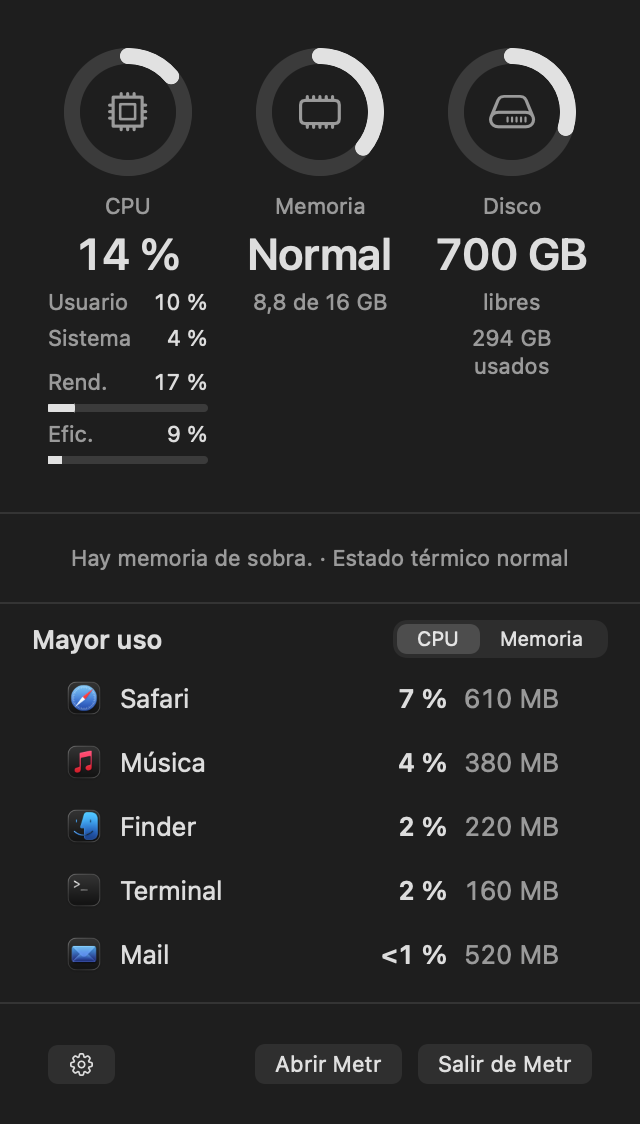 CPU
14 %
Usuario 10 %
Sistema 4 %
Rend. 17 %
Efic. 9 %
Memoria
Normal
8,8 de 16 GB
Disco
700 GB
libres
294 GB
usados
Hay memoria de sobra. · Estado térmico normal
Mayor uso
CPU Memoria
Safari 7 % 610 MB
Música 4 % 380 MB
Finder 2 % 220 MB
Terminal 2 % 160 MB
Mail <1 % 520 MB
Abrir Metr
Salir de Metr